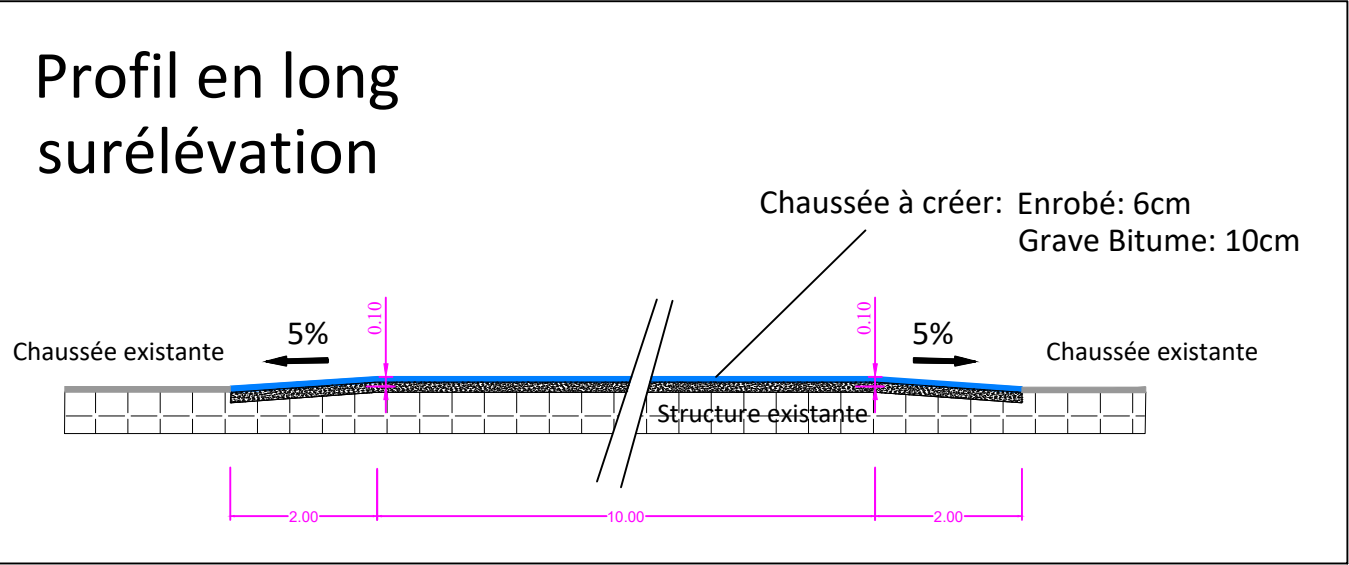 Profil en long
surélévation
Chaussée à créer: Enrobé: 6cm
Grave Bitume: 10cm
0.10
0.10
5%
5%
Chaussée existante
Chaussée existante
Structure existante
2.00
10.00
2.00